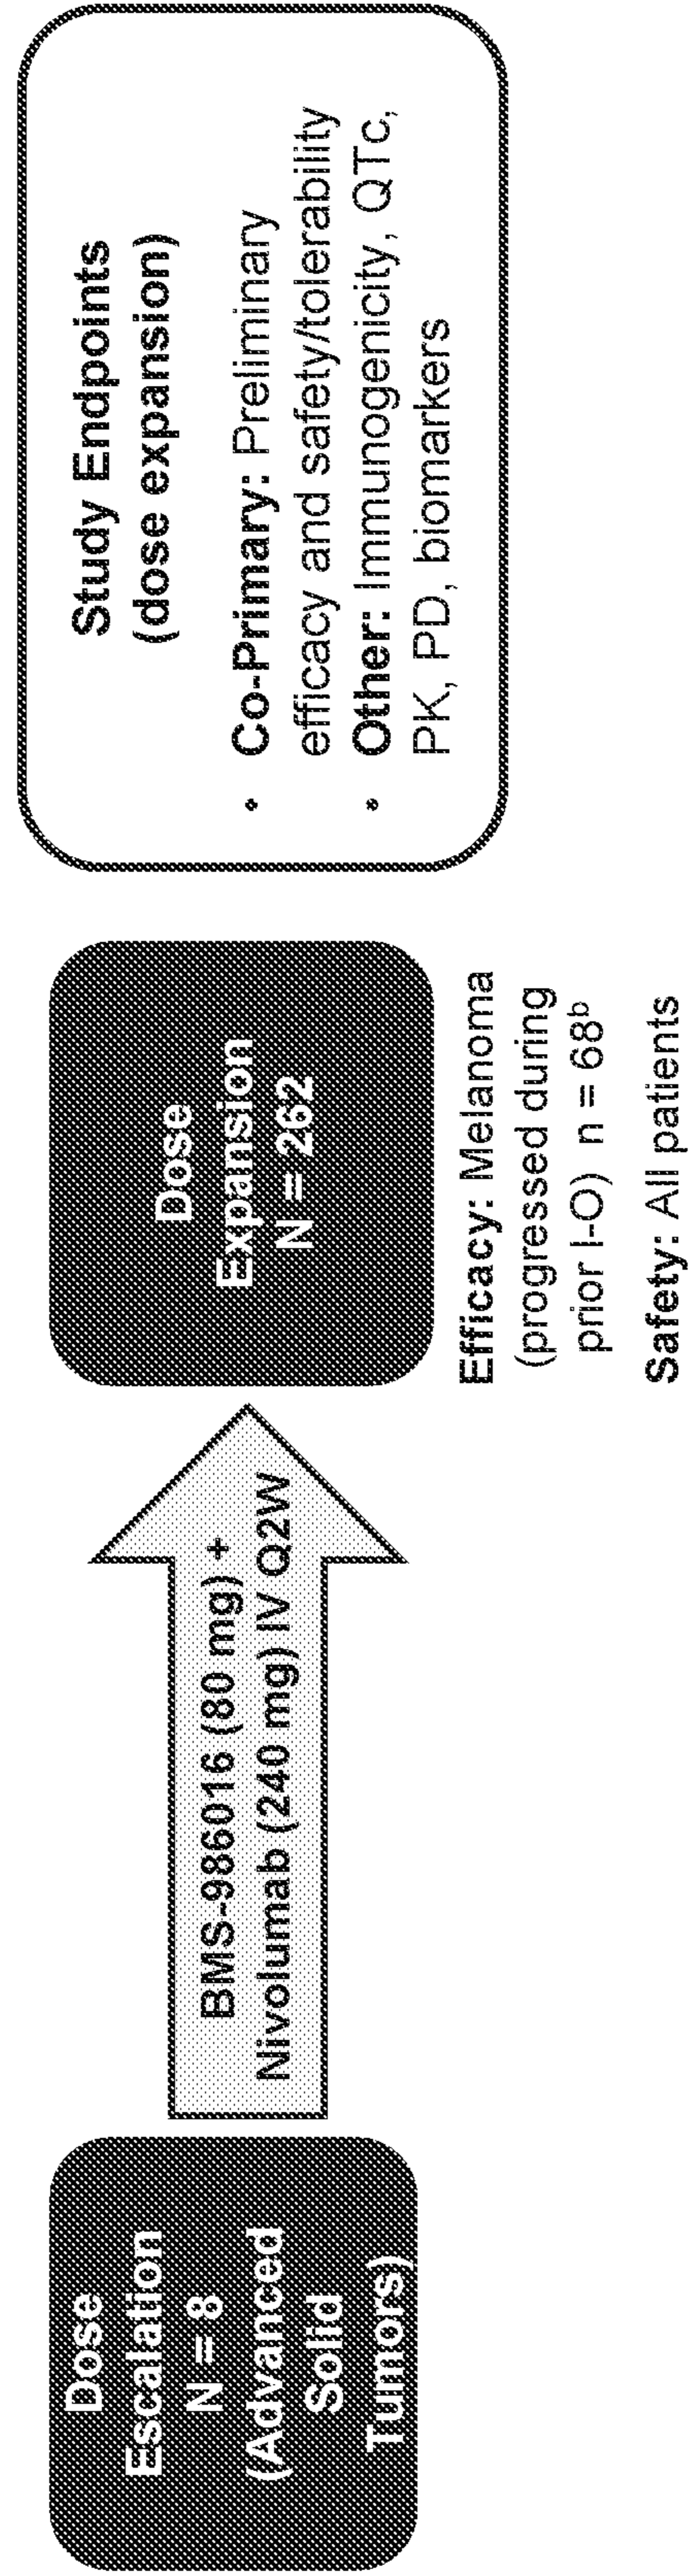 Dose
Escalation
N = 8
(Advanced
Solid
Tumors)
BMS-986016 (80 mg) +
Nivolumab (240 mg) IV Q2W
Dose
Expansion
N = 262
Efficacy: Melanoma
(progressed during
prior I-O) n = 68ᵇ
Safety: All patients
Study Endpoints
(dose expansion)
• Co-Primary: Preliminary
efficacy and safety/tolerability
• Other: Immunogenicity, QTc,
PK, PD, biomarkers